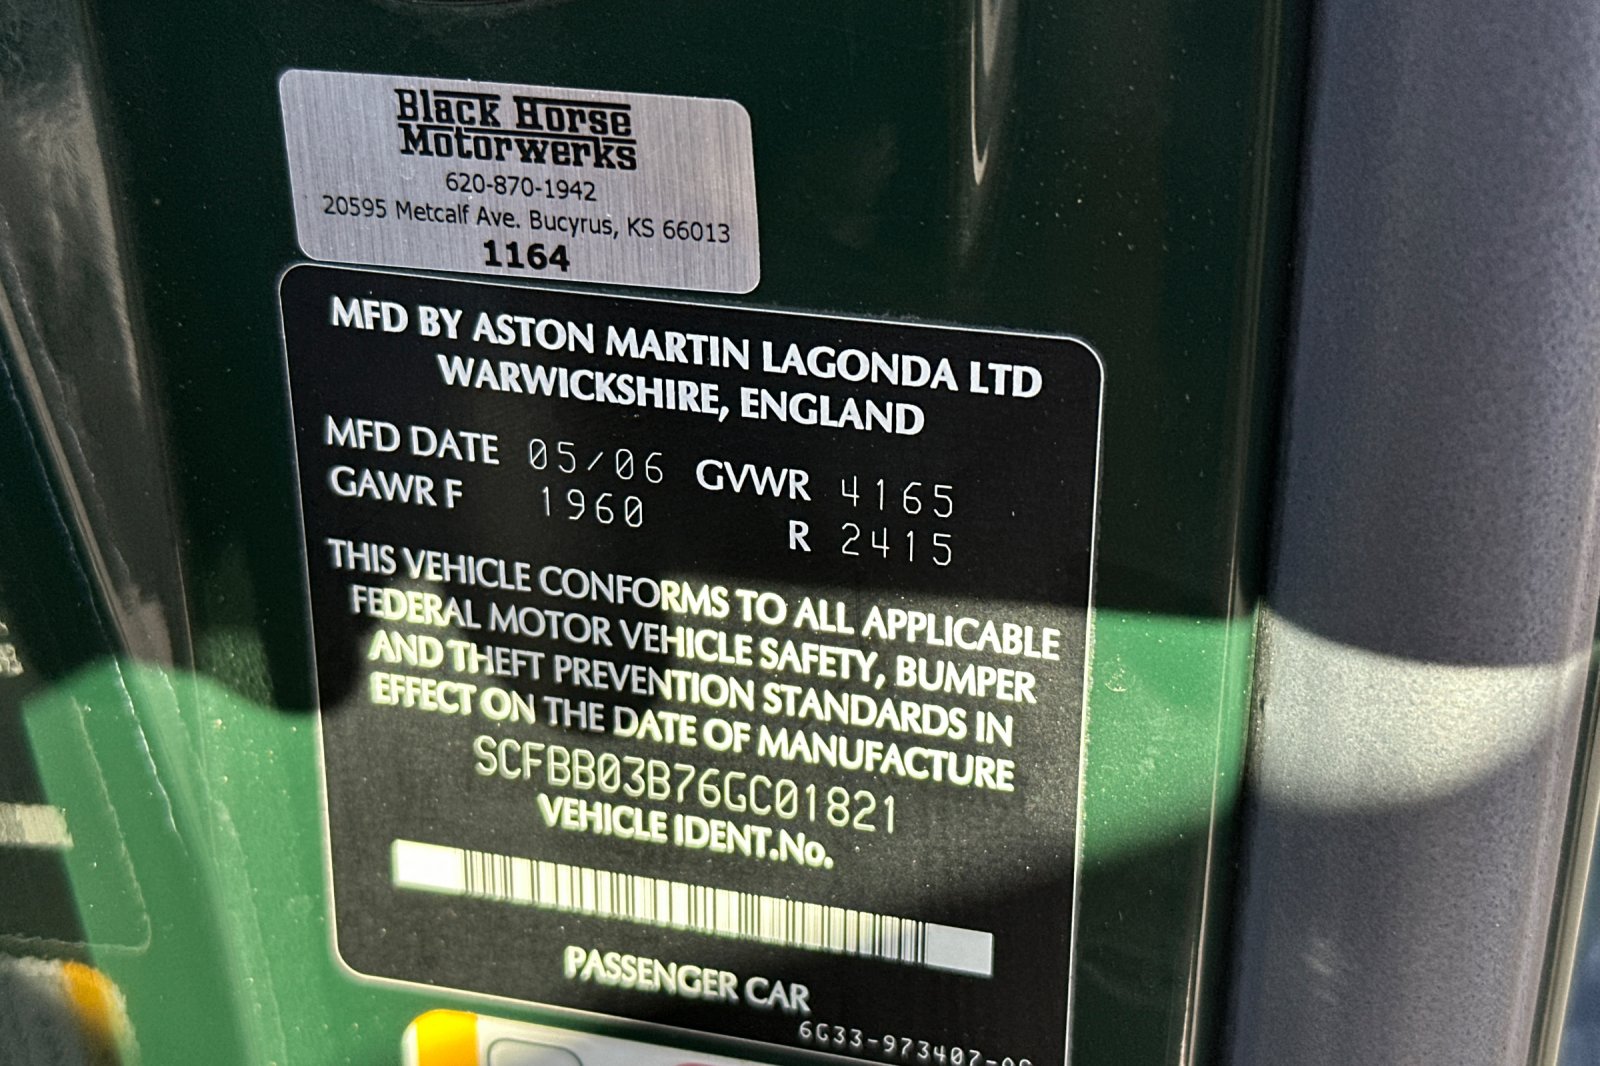 Black Horse
Motorwerks
620-870-1942
20595 Metcalf Ave. Bucyrus, KS 66013
1164
MFD BY ASTON MARTIN LAGONDA LTD
WARWICKSHIRE, ENGLAND
MFD DATE 05/06 GVWR 4165
GAWR F 1960 R 2415
THIS VEHICLE CONFORMS TO ALL APPLICABLE
FEDERAL MOTOR VEHICLE SAFETY, BUMPER
AND THEFT PREVENTION STANDARDS IN
EFFECT ON THE DATE OF MANUFACTURE
SCFBB03B76GC01821
VEHICLE IDENT.No.
PASSENGER CAR